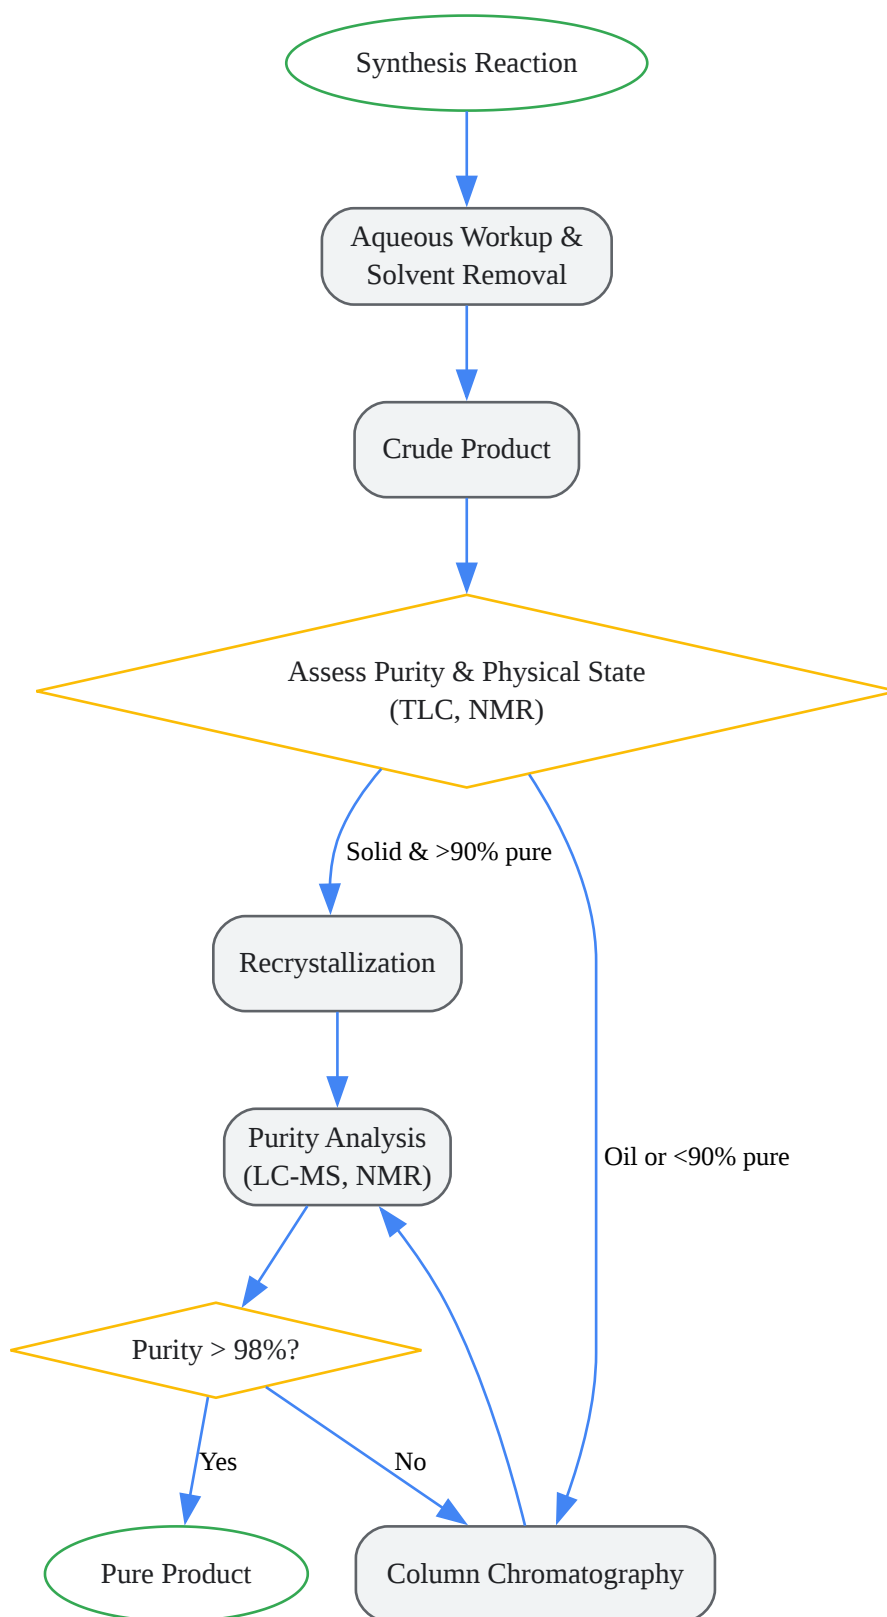 Synthesis Reaction
Aqueous Workup &
Solvent Removal
Crude Product
Assess Purity & Physical State
(TLC, NMR)
Solid & >90% pure
Recrystallization
Purity Analysis
(LC-MS, NMR)
Oil or <90% pure
Purity > 98%?
Yes
No
Pure Product
Column Chromatography